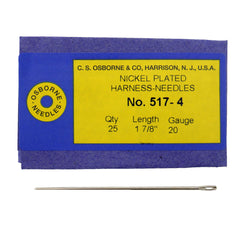 C. S. OSBORNE & CO, HARRISON, N. J., U.S.A.
NICKEL PLATED
HARNESS-NEEDLES
No. 517- 4
Qty Length Gauge
25 1 7/8" 20
OSBORNE
-NEEDLES-